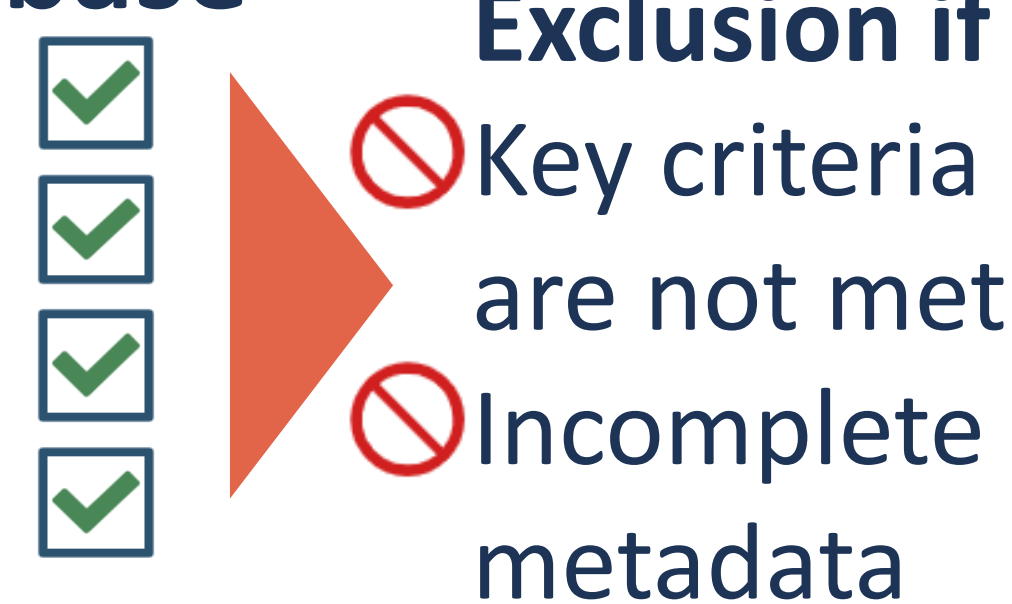 Exclusion if
Key criteria
are not met
Incomplete
metadata